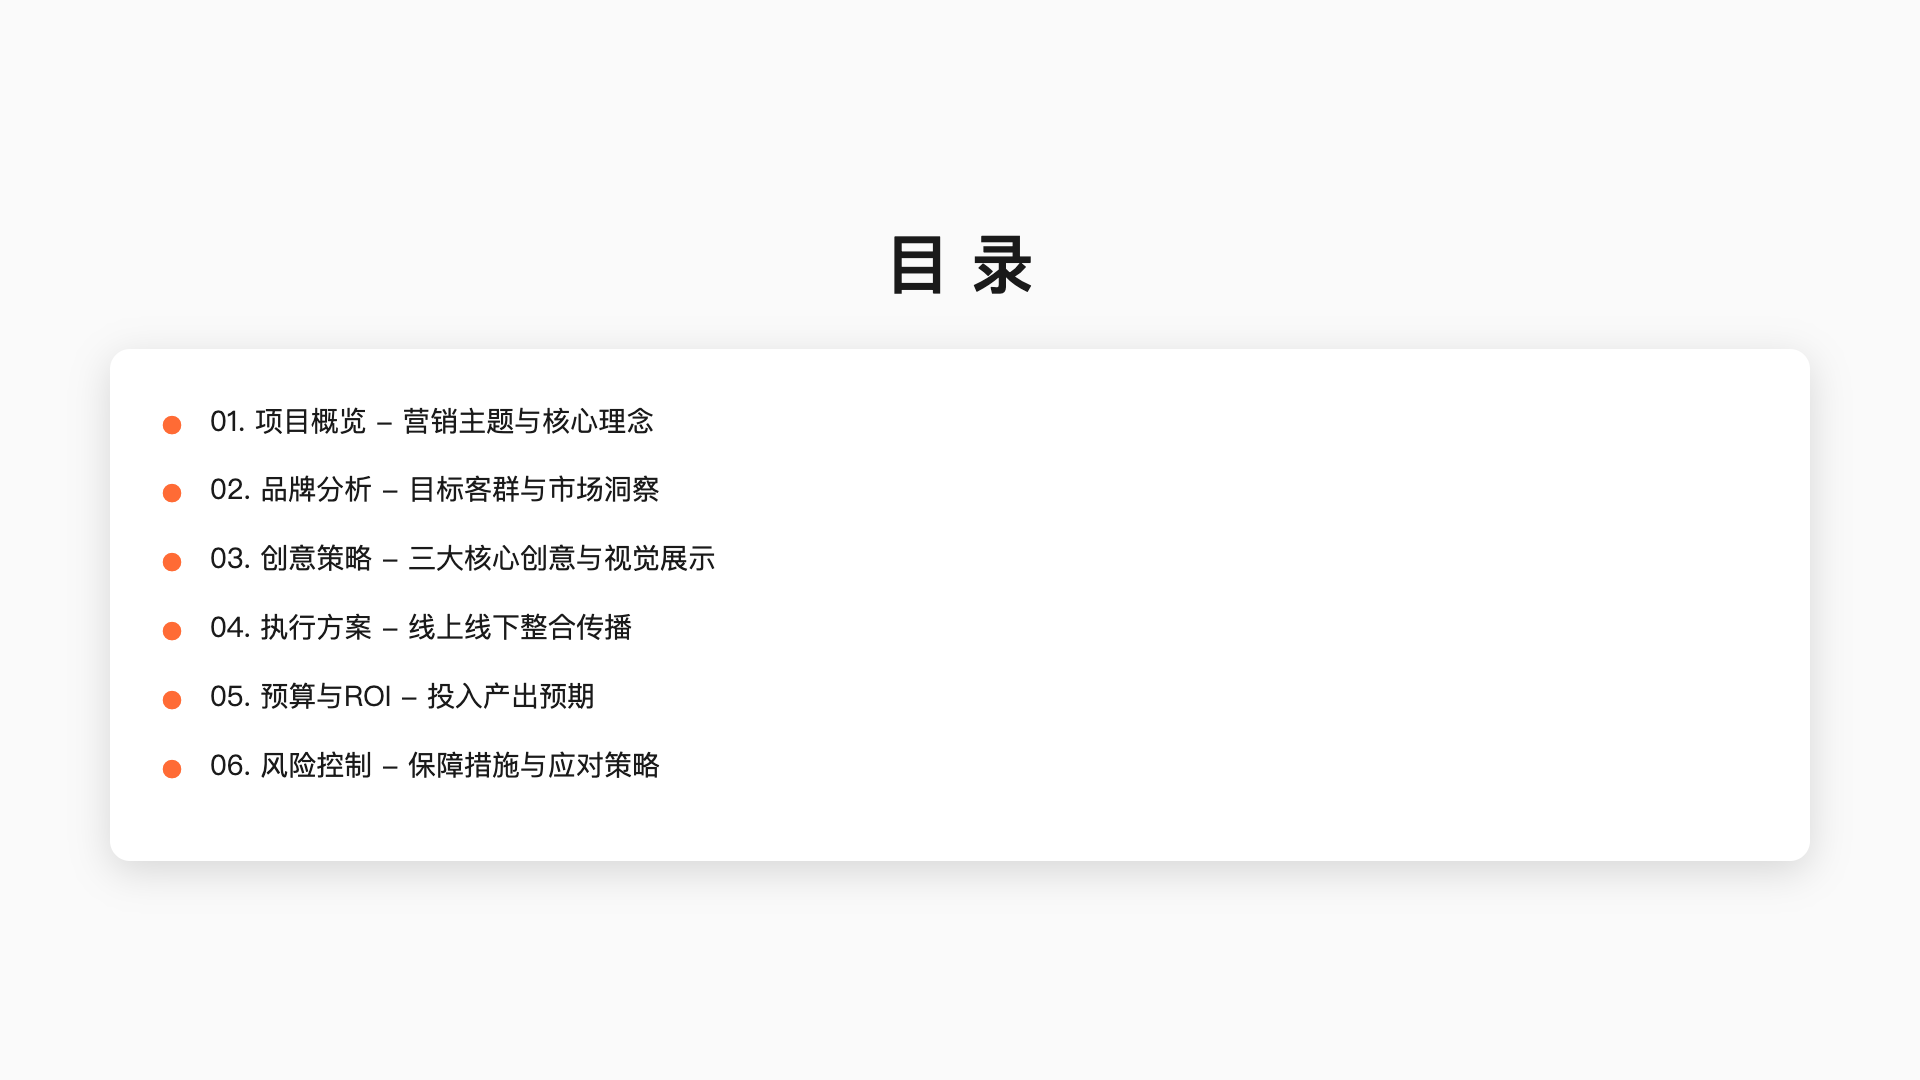 目 录
01. 项目概览 – 营销主题与核心理念
02. 品牌分析 – 目标客群与市场洞察
03. 创意策略 – 三大核心创意与视觉展示
04. 执行方案 – 线上线下整合传播
05. 预算与ROI – 投入产出预期
06. 风险控制 – 保障措施与应对策略